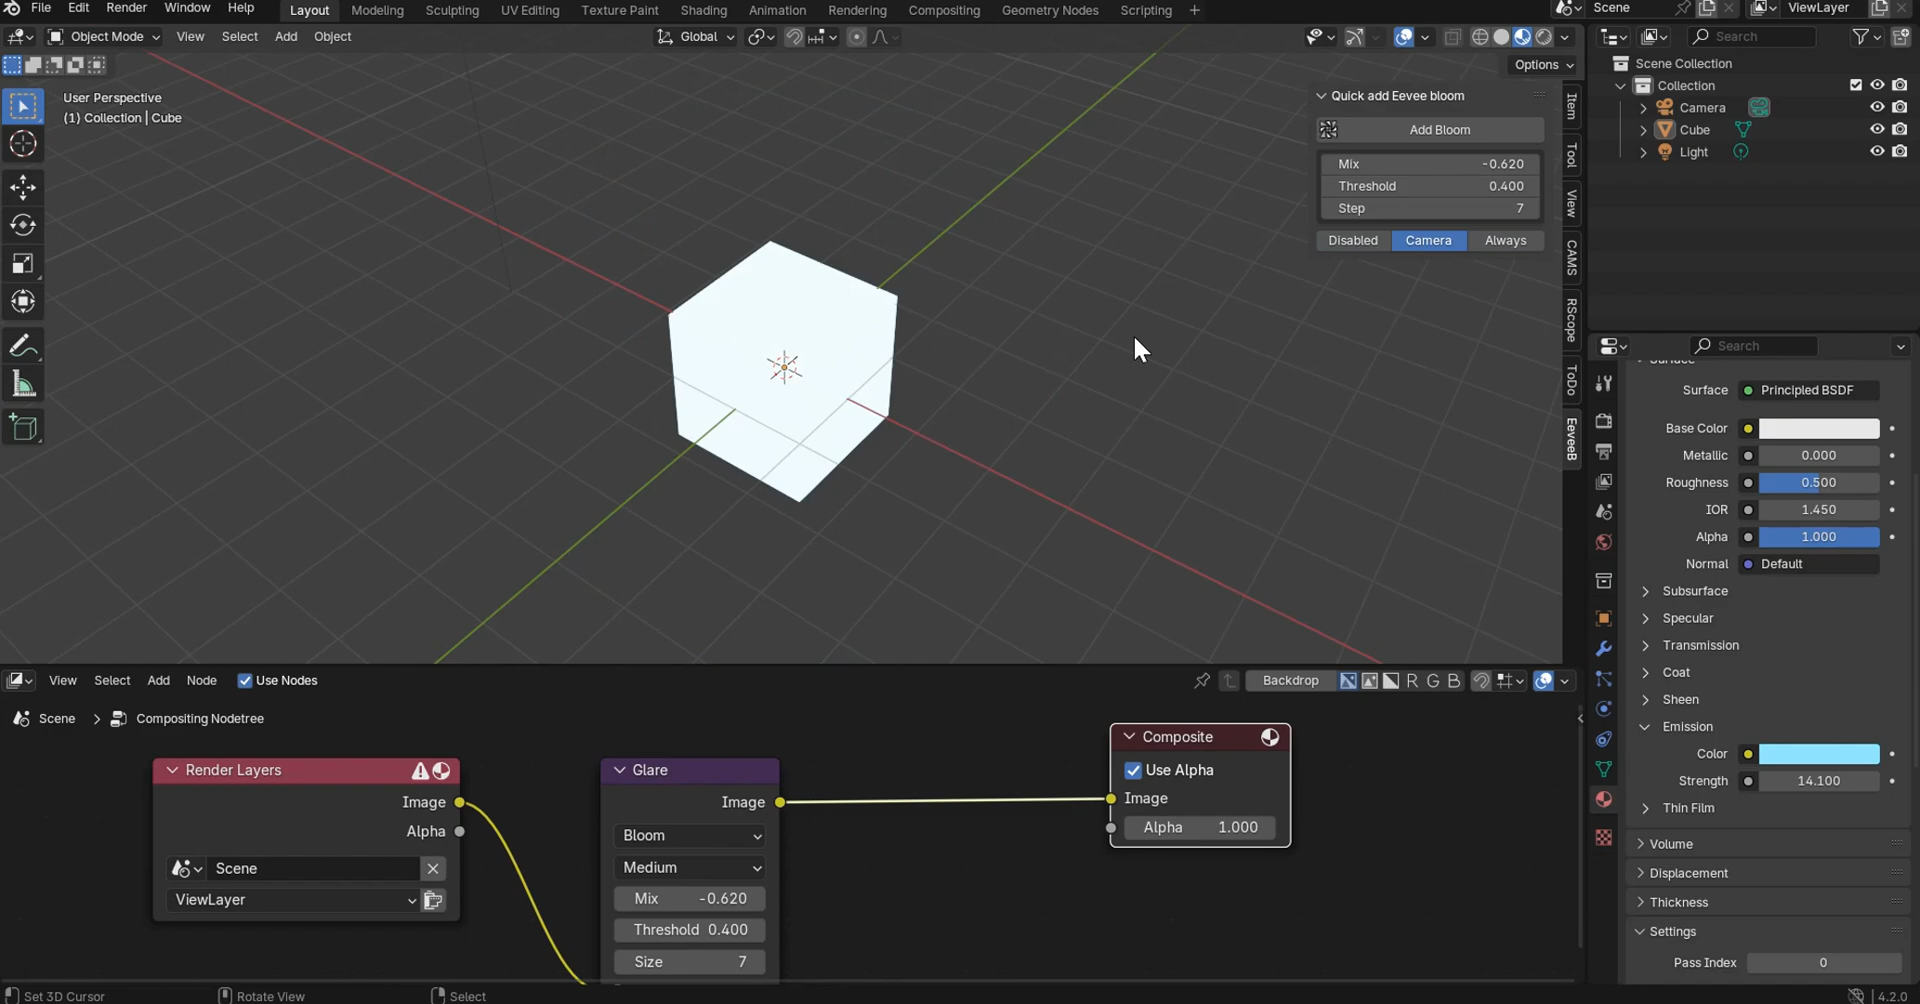 File Edit Render Window Help Layout Modeling Sculpting UV Editing Texture Paint Shading Animation Rendering Compositing Geometry Nodes Scripting + Scene ViewLayer
Object Mode View Select Add Object Global Search
Options
User Perspective
(1) Collection | Cube
Quick add Eevee bloom
Add Bloom
Mix -0.620
Threshold 0.400
Step 7
Disabled Camera Always
Item
Tool
View
CAMS
RScope
ToDo
EeveeB
Scene Collection
Collection
Camera
Cube
Light
Search
Surface
Surface Principled BSDF
Base Color
Metallic 0.000
Roughness 0.500
IOR 1.450
Alpha 1.000
Normal Default
Subsurface
Specular
Transmission
Coat
Sheen
Emission
Color
Strength 14.100
Thin Film
Volume
Displacement
Thickness
Settings
Pass Index 0
View Select Add Node Use Nodes Backdrop R G B
Scene > Compositing Nodetree
Render Layers
Image
Alpha
Scene
ViewLayer
Glare
Image
Bloom
Medium
Mix -0.620
Threshold 0.400
Size 7
Composite
Use Alpha
Image
Alpha 1.000
Set 3D Cursor Rotate View Select 4.2.0